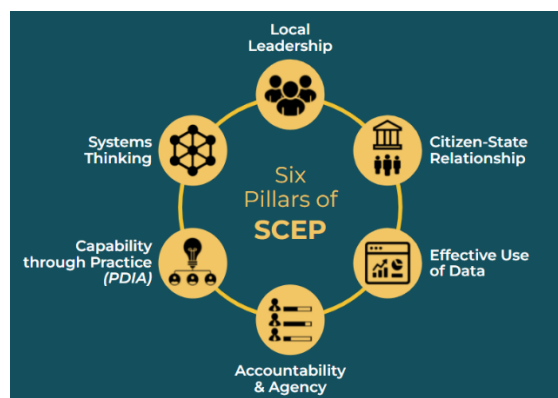 Local
Leadership
Systems
Thinking
Citizen-State
Relationship
Six
Pillars of
SCEP
Capability
through Practice
(PDIA)
Effective Use
of Data
Accountability
& Agency